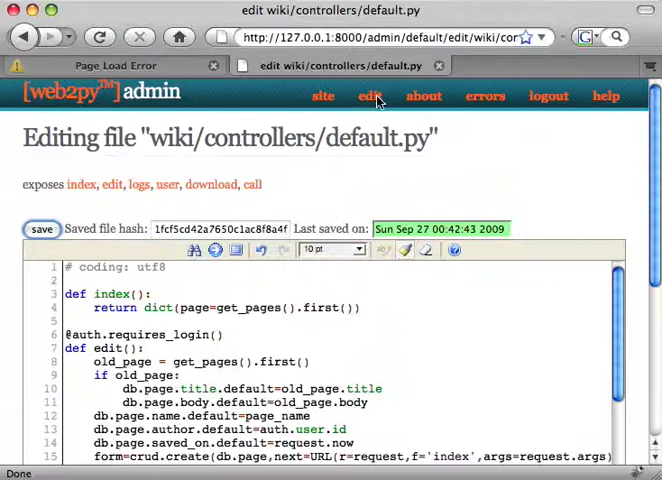 edit wiki/controllers/default.py
http://127.0.0.1:8000/admin/default/edit/wiki/cor
Page Load Error
edit wiki/controllers/default.py
[web2py™] admin
site edit about errors logout help
Editing file "wiki/controllers/default.py"
exposes index, edit, logs, user, download, call
save Saved file hash: 1fcf5cd42a7650c1ac8f8a4f Last saved on: Sun Sep 27 00:42:43 2009
10 pt
1 # coding: utf8
2
3 def index():
4 return dict(page=get_pages().first())
5
6 @auth.requires_login()
7 def edit():
8 old_page = get_pages().first()
9 if old_page:
10 db.page.title.default=old_page.title
11 db.page.body.default=old_page.body
12 db.page.name.default=page_name
13 db.page.author.default=auth.user.id
14 db.page.saved_on.default=request.now
15 form=crud.create(db.page,next=URL(r=request,f='index',args=request.args)
Done